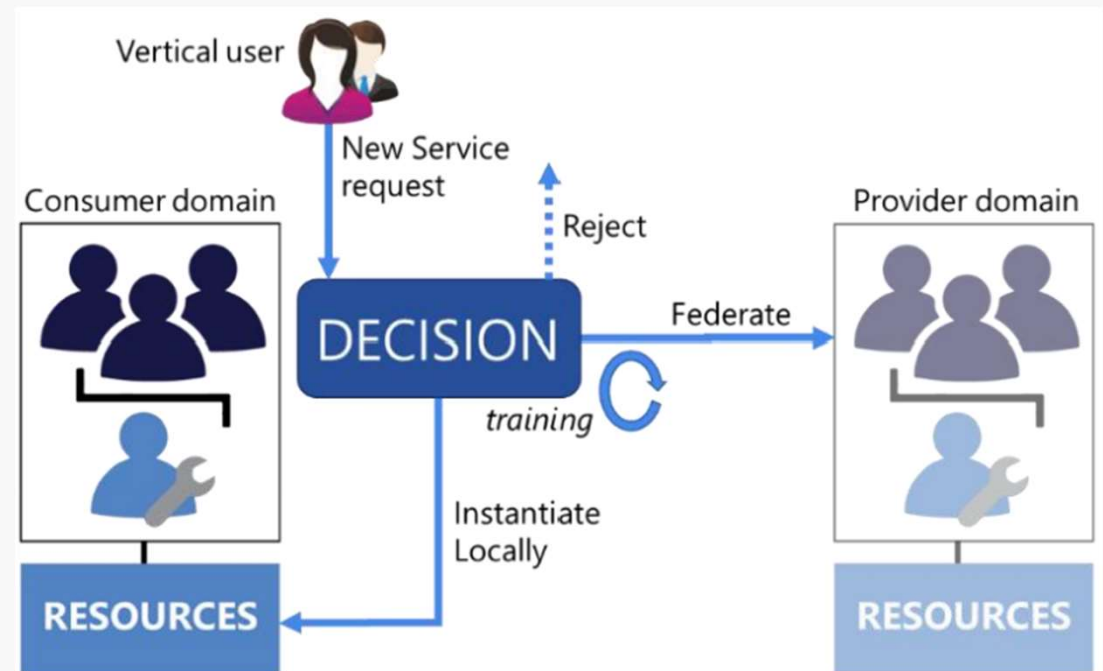 Vertical user
New Service
request
Consumer domain
Reject
Provider domain
Federate
DECISION
training
Instantiate
Locally
RESOURCES
RESOURCES